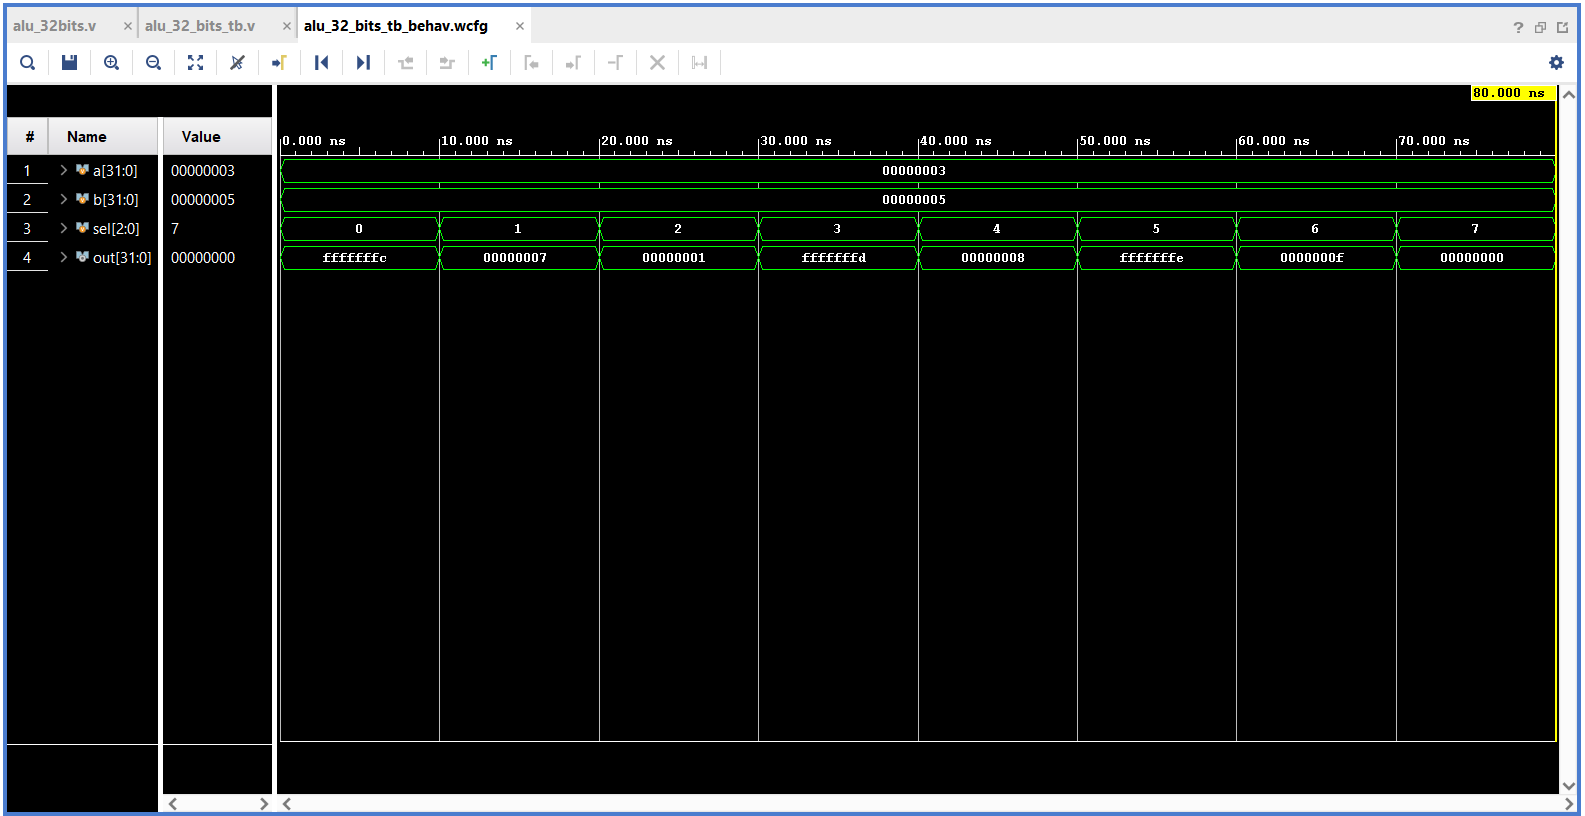 alu_32bits.v × alu_32_bits_tb.v × alu_32_bits_tb_behav.wcfg ×
?
80.000 ns
# Name Value
0.000 ns 10.000 ns 20.000 ns 30.000 ns 40.000 ns 50.000 ns 60.000 ns 70.000 ns
1 a[31:0] 00000003 00000003
2 b[31:0] 00000005 00000005
3 sel[2:0] 7 0 1 2 3 4 5 6 7
4 out[31:0] 00000000 fffffffc 00000007 00000001 fffffffd 00000008 fffffffe 0000000f 00000000